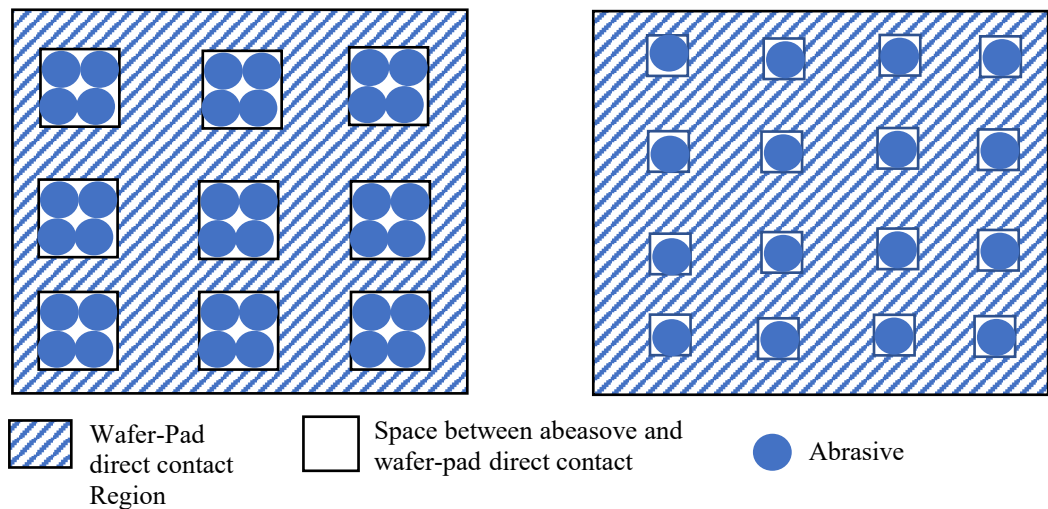 Wafer-Pad
direct contact
Region
Space between abeasove and
wafer-pad direct contact
Abrasive